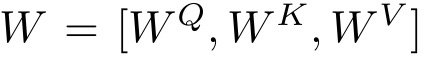 W = [W^Q, W^K, W^V]